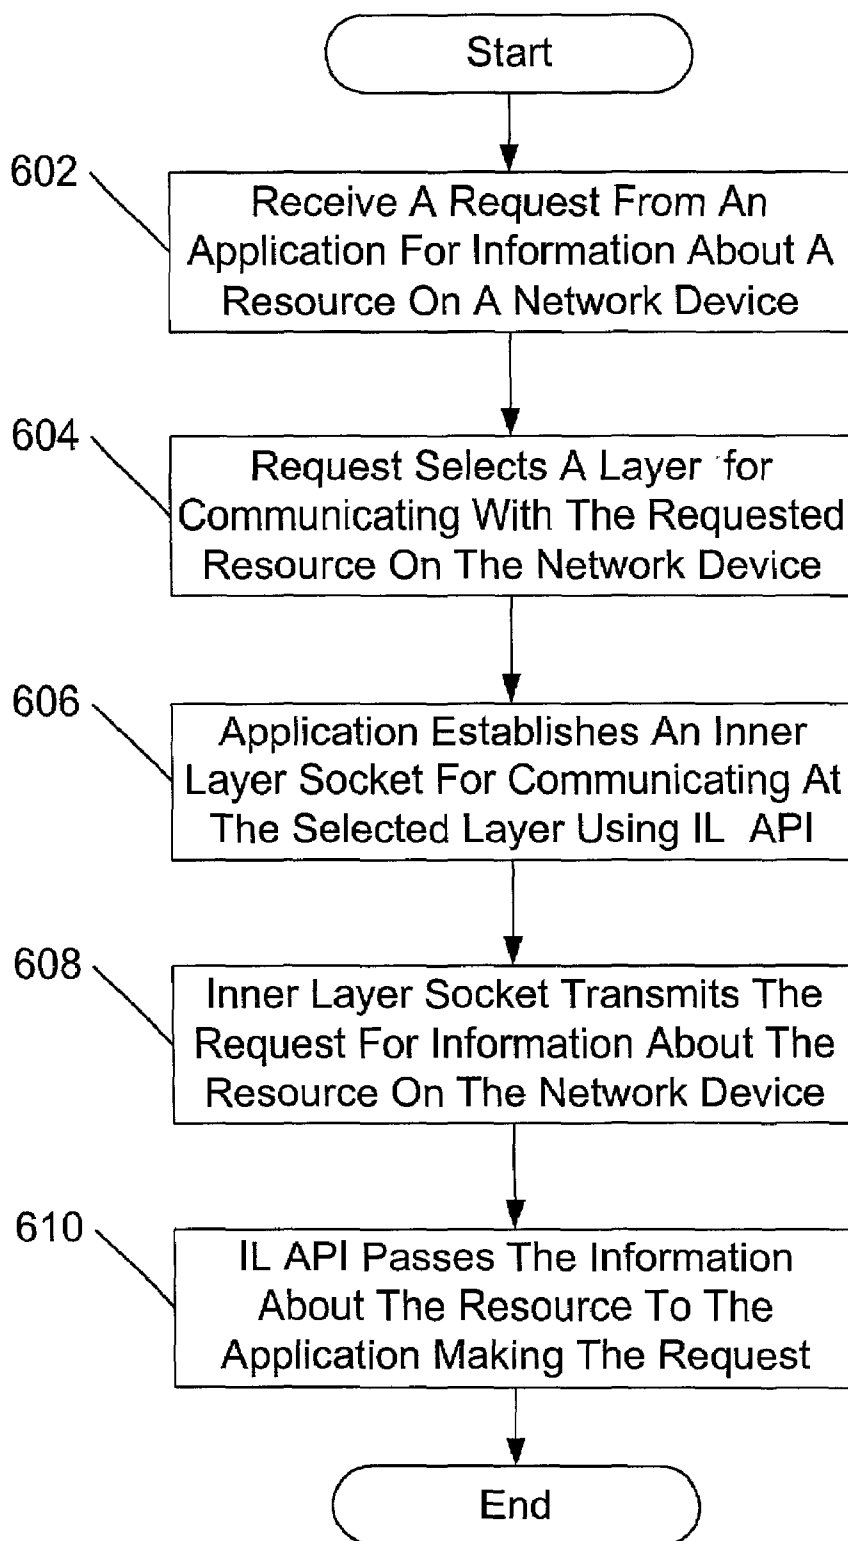 Start
602
Receive A Request From An
Application For Information About A
Resource On A Network Device
604
Request Selects A Layer for
Communicating With The Requested
Resource On The Network Device
606
Application Establishes An Inner
Layer Socket For Communicating At
The Selected Layer Using IL API
608
Inner Layer Socket Transmits The
Request For Information About The
Resource On The Network Device
610
IL API Passes The Information
About The Resource To The
Application Making The Request
End